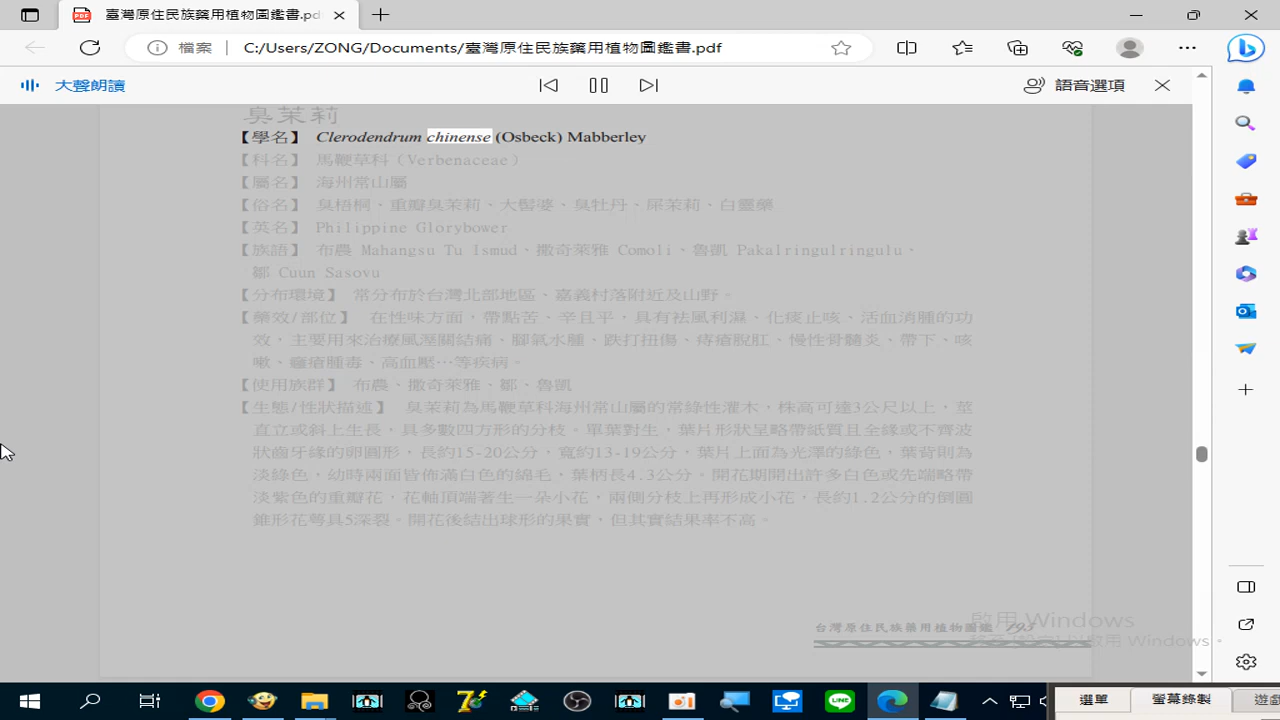 臺灣原住民族藥用植物圖鑑書.pd
檔案
C:/Users/ZONG/Documents/臺灣原住民族藥用植物圖鑑書.pdf
大聲朗讀
語音選項
臭茉莉
【學名】 Clerodendrum chinense (Osbeck) Mabberley
【科名】 馬鞭草科（Verbenaceae）
【屬名】 海州常山屬
【俗名】 臭梧桐、重瓣臭茉莉、大髻婆、臭牡丹、屎茉莉、白靈藥
【英名】 Philippine Glorybower
【族語】 布農 Mahangsu Tu Ismud、撒奇萊雅 Comoli、魯凱 Pakalringulringulu、
鄒 Cuun Sasovu
【分布環境】 常分布於台灣北部地區、嘉義村落附近及山野。
【藥效/部位】 在性味方面，帶點苦、辛且平，具有袪風利濕、化痰止咳、活血消腫的功
效，主要用來治療風溼關結痛、腳氣水腫、跌打扭傷、痔瘡脫肛、慢性骨髓炎、帶下、咳
嗽、癰瘡腫毒、高血壓…等疾病。
【使用族群】 布農、撒奇萊雅、鄒、魯凱
【生態/性狀描述】 臭茉莉為馬鞭草科海州常山屬的常綠性灌木，株高可達3公尺以上，莖
直立或斜上生長，具多數四方形的分枝。單葉對生，葉片形狀呈略帶紙質且全緣或不齊波
狀齒牙緣的卵圓形，長約15-20公分，寬約13-19公分，葉片上面為光澤的綠色，葉背則為
淡綠色，幼時兩面皆佈滿白色的綿毛，葉柄長4.3公分。開花期開出許多白色或先端略帶
淡紫色的重瓣花，花軸頂端著生一朵小花，兩側分枝上再形成小花，長約1.2公分的倒圓
錐形花萼具5深裂。開花後結出球形的果實，但其實結果率不高。
台灣原住民族藥用植物圖鑑 195
啟用 Windows
移至 [設定] 以啟用 Windows。
選單
螢幕錄製
遊戲